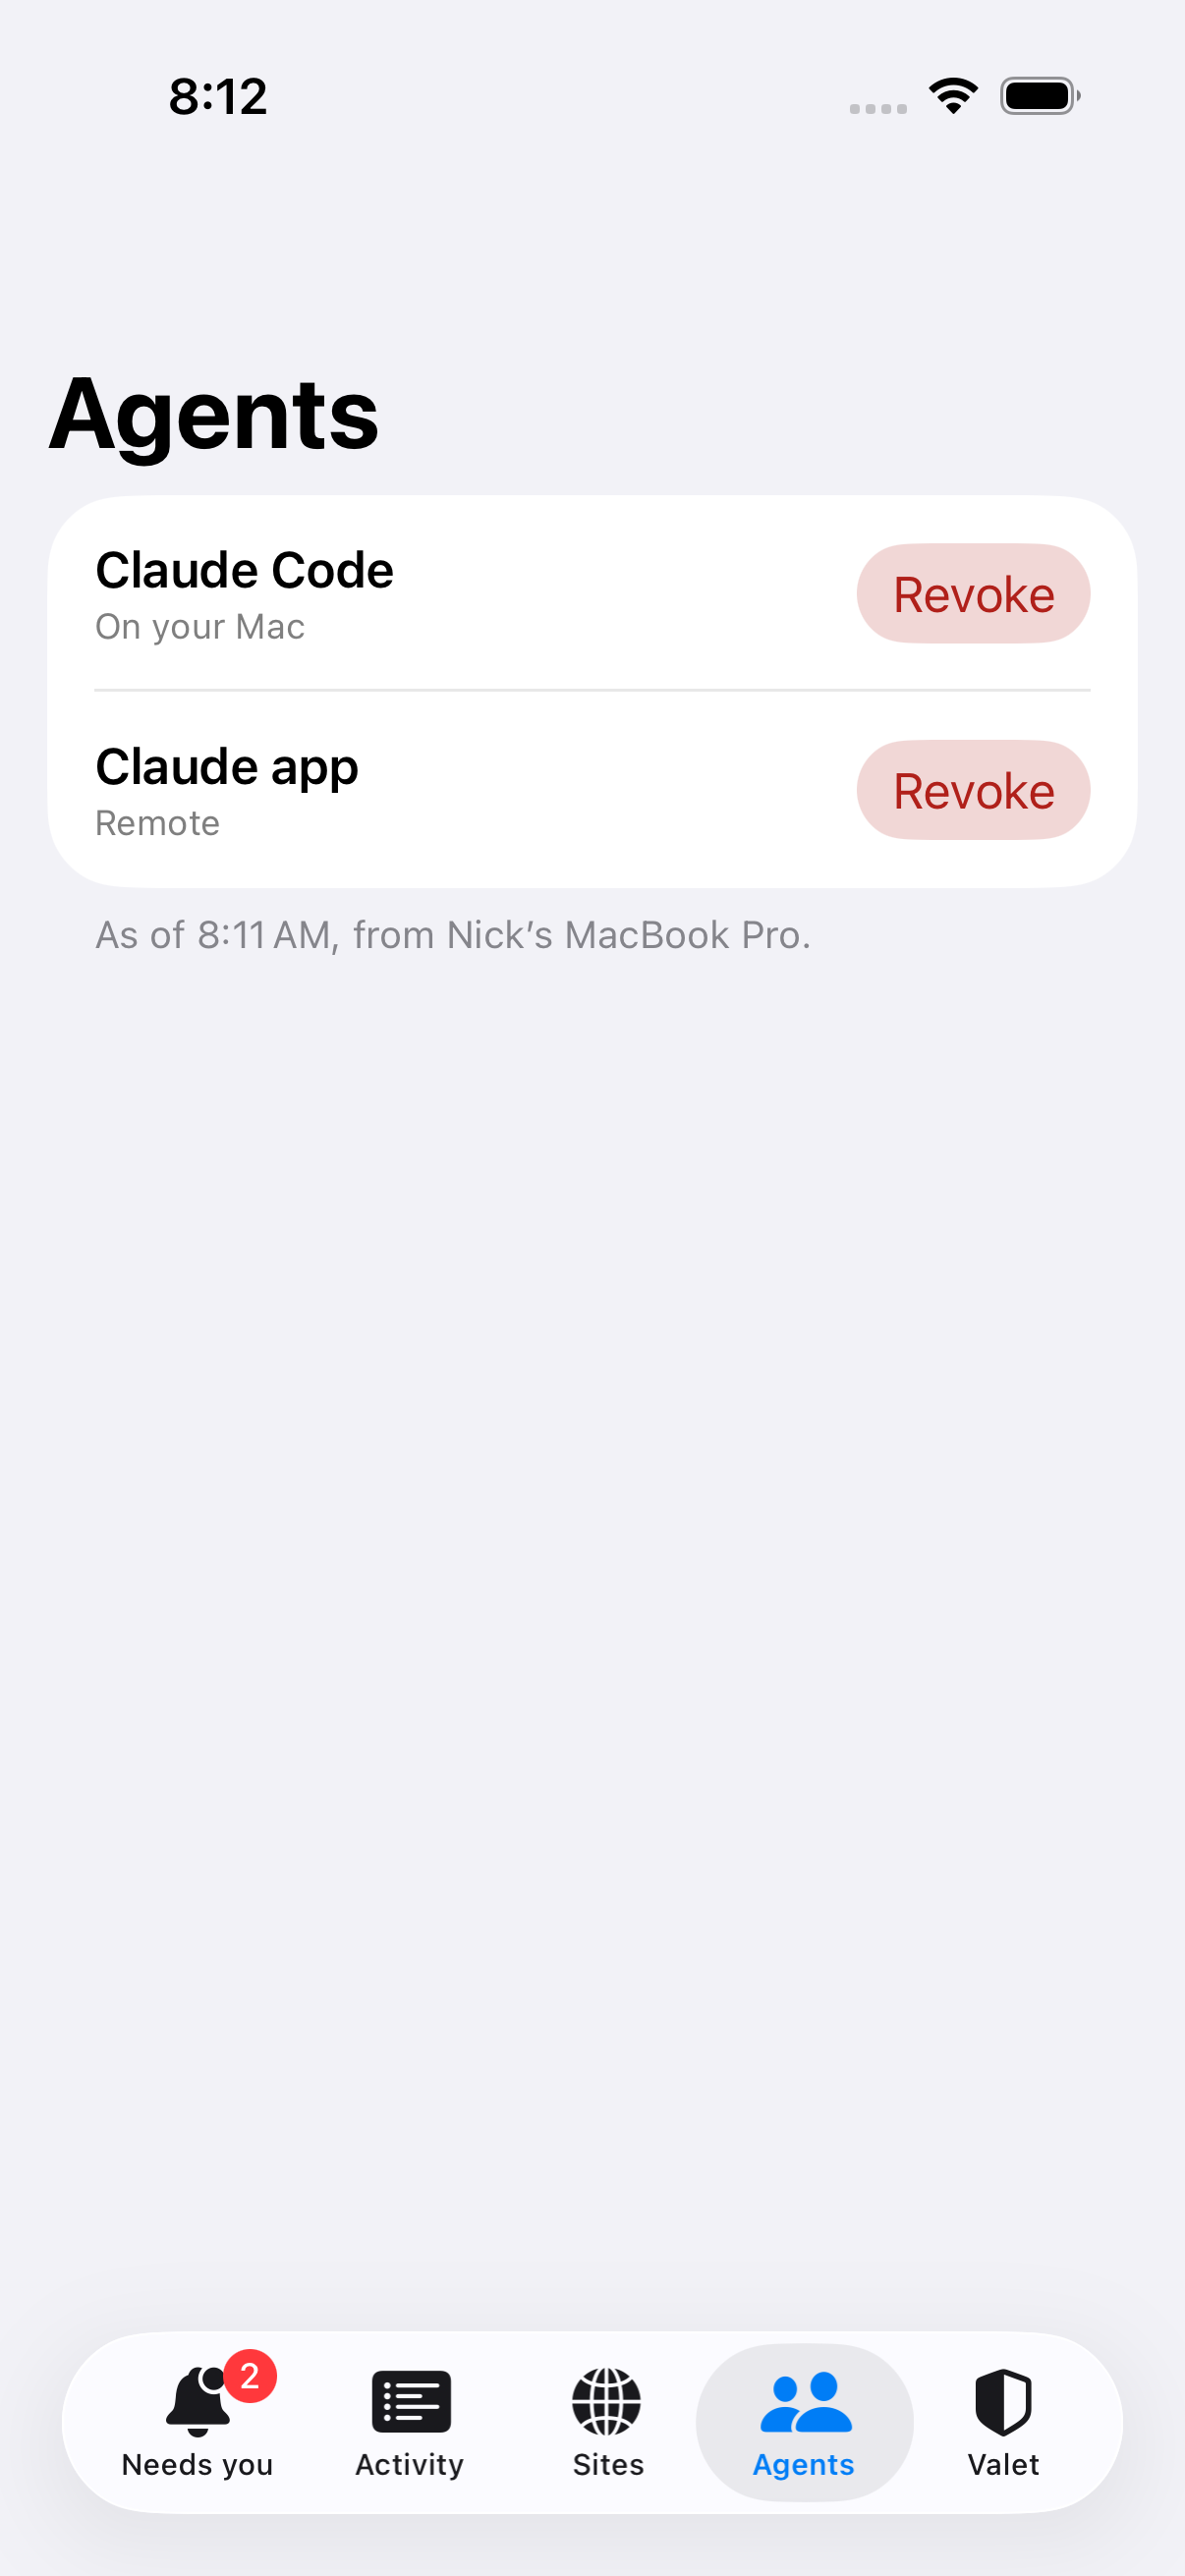 8:12
Agents
Claude Code
On your Mac
Revoke
Claude app
Remote
Revoke
As of 8:11 AM, from Nick’s MacBook Pro.
2
Needs you
Activity
Sites
Agents
Valet